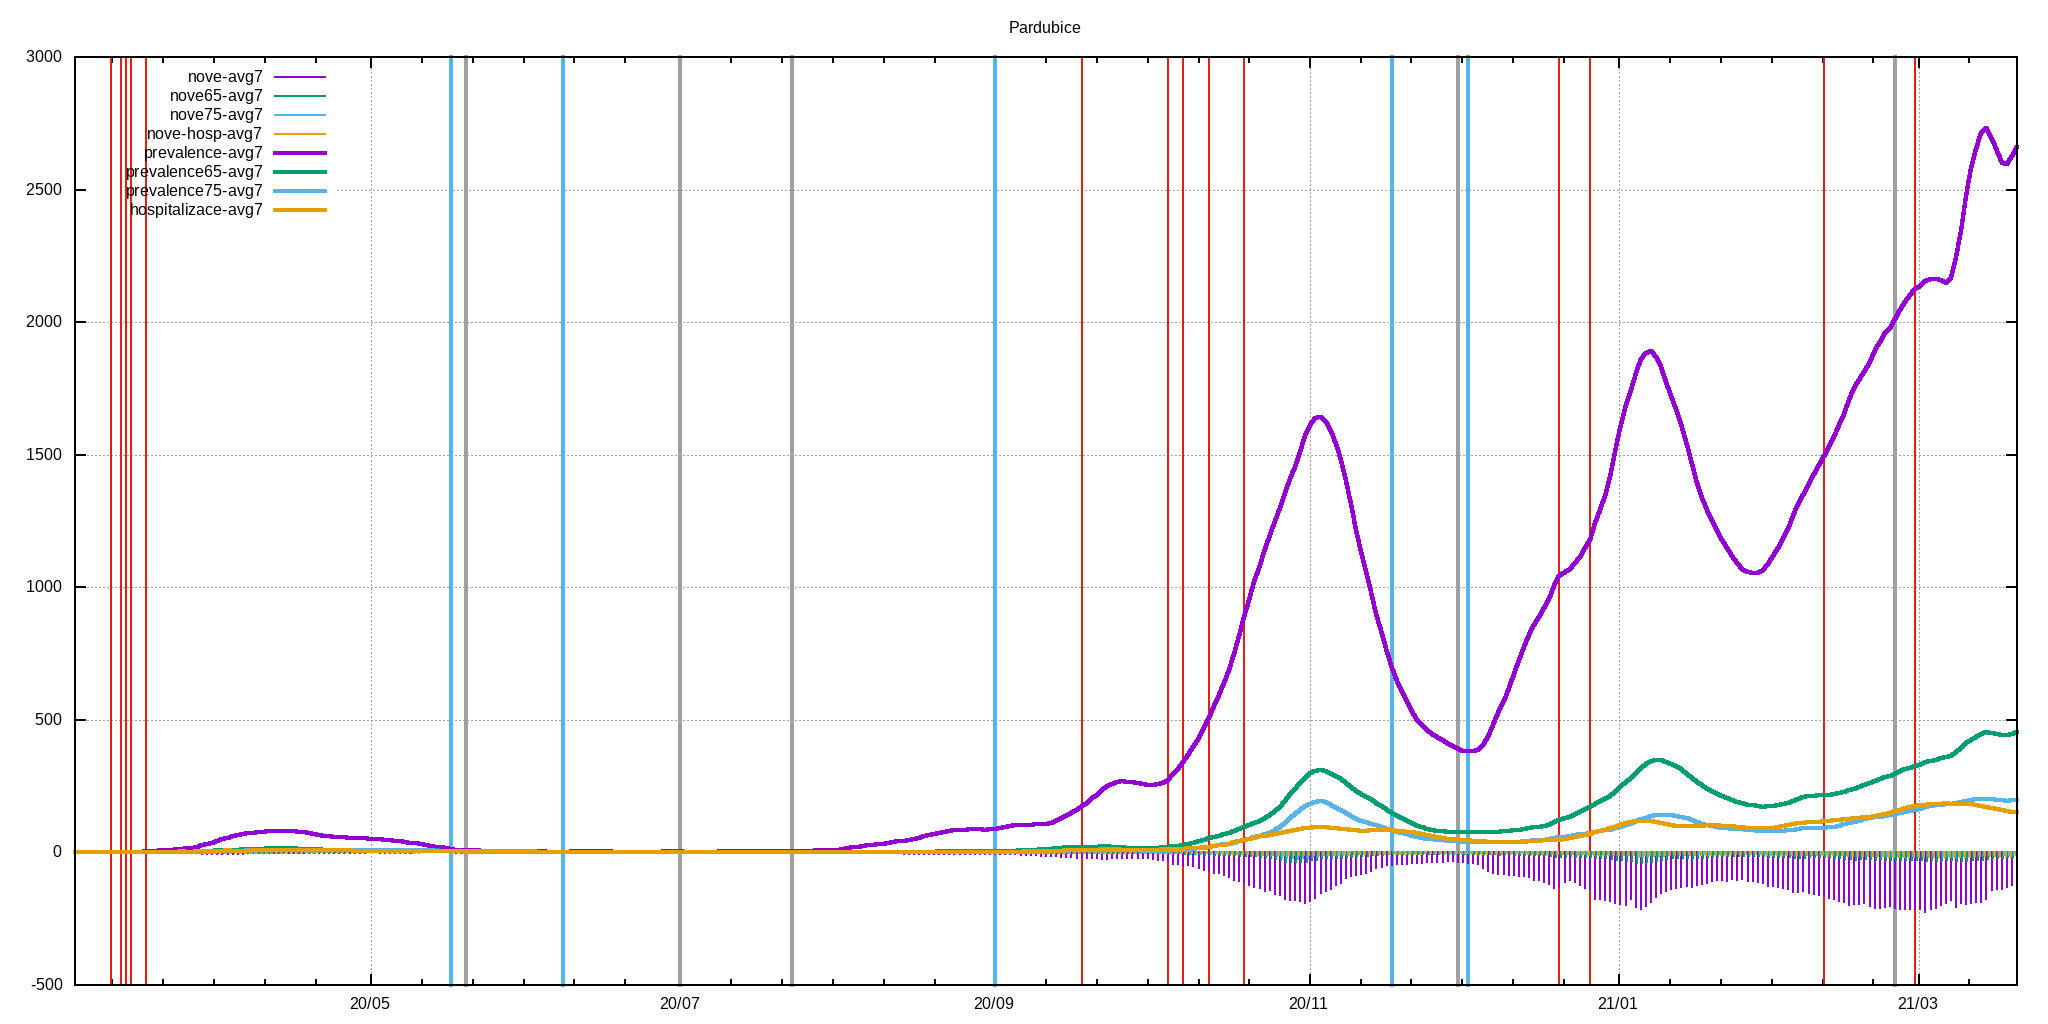 Pardubice
3000
nove-avg7
nove65-avg7
nove75-avg7
nove-hosp-avg7
prevalence-avg7
prevalence65-avg7
prevalence75-avg7
hospitalizace-avg7
2500
2000
1500
1000
500
0
-500
20/05
20/07
20/09
20/11
21/01
21/03